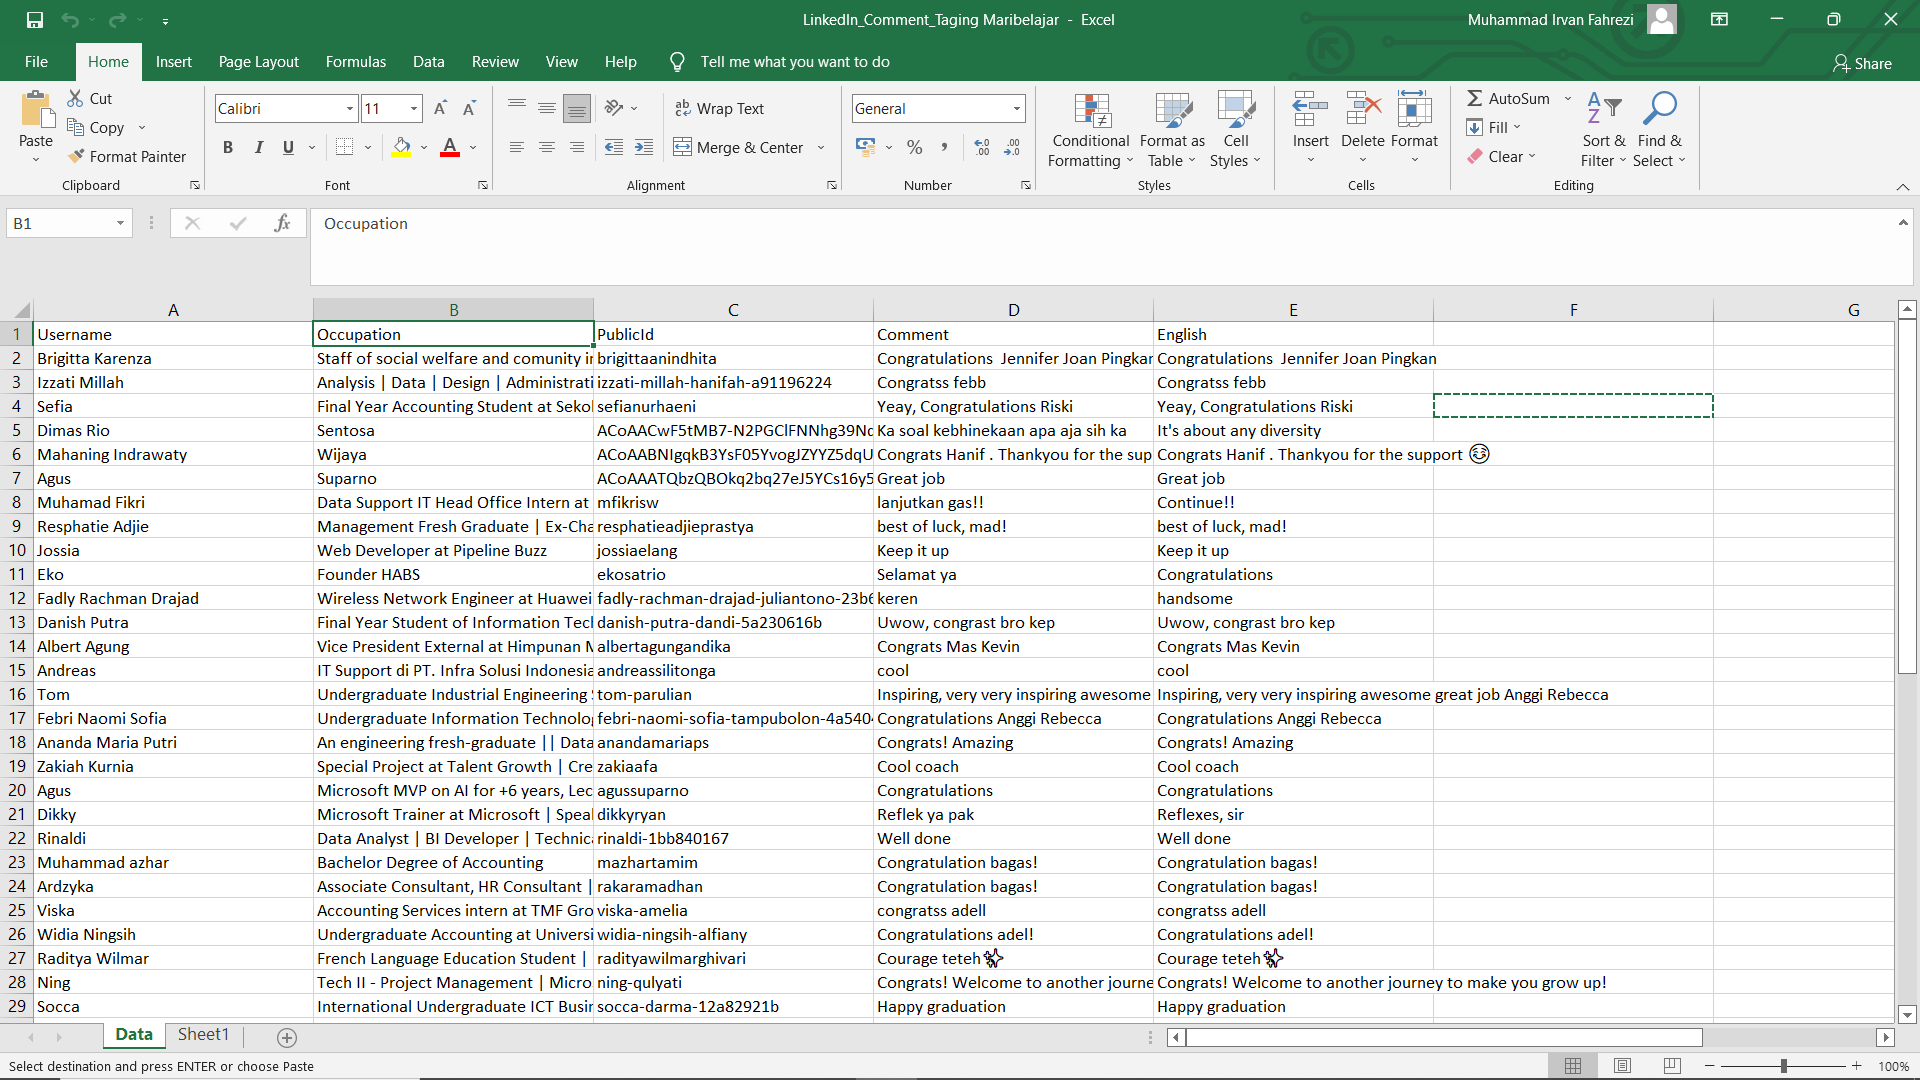 LinkedIn_Comment_Taging Maribelajar - Excel
Muhammad Irvan Fahrezi
File Home Insert Page Layout Formulas Data Review View Help Tell me what you want to do Share
Paste Cut Copy Format Painter Clipboard
Calibri 11 B I U A Font
Wrap Text Merge & Center Alignment
General % Number
Conditional Formatting Format as Table Cell Styles Styles
Insert Delete Format Cells
AutoSum Fill Clear Sort & Filter Find & Select Editing
B1 fx Occupation
A B C D E F G
1 Username Occupation PublicId Comment English
2 Brigitta Karenza Staff of social welfare and comunity brigittaanindhita Congratulations Jennifer Joan Pingkan Congratulations Jennifer Joan Pingkan
3 Izzati Millah Analysis | Data | Design | Administrati izzati-millah-hanifah-a91196224 Congratss febb Congratss febb
4 Sefia Final Year Accounting Student at Sekol sefianurhaeni Yeay, Congratulations Riski Yeay, Congratulations Riski
5 Dimas Rio Sentosa ACoAACwF5tMB7-N2PGClFNNhg39Nd Ka soal kebhinekaan apa aja sih ka It's about any diversity
6 Mahaning Indrawaty Wijaya ACoAABNIgqkB3YsF05YvogJZYYZ5dqU Congrats Hanif . Thankyou for the sup Congrats Hanif . Thankyou for the support 😂
7 Agus Suparno ACoAAATQbzQBOkq2bq27eJ5YCs16y5 Great job Great job
8 Muhamad Fikri Data Support IT Head Office Intern at mfikrisw lanjutkan gas!! Continue!!
9 Resphatie Adjie Management Fresh Graduate | Ex-Cha resphatieadjieprastya best of luck, mad! best of luck, mad!
10 Jossia Web Developer at Pipeline Buzz jossiaelang Keep it up Keep it up
11 Eko Founder HABS ekosatrio Selamat ya Congratulations
12 Fadly Rachman Drajad Wireless Network Engineer at Huawei fadly-rachman-drajad-juliantono-23b6 keren handsome
13 Danish Putra Final Year Student of Information Tecl danish-putra-dandi-5a230616b Uwow, congrast bro kep Uwow, congrast bro kep
14 Albert Agung Vice President External at Himpunan M albertagungandika Congrats Mas Kevin Congrats Mas Kevin
15 Andreas IT Support di PT. Infra Solusi Indonesia andreassilitonga cool cool
16 Tom Undergraduate Industrial Engineering tom-parulian Inspiring, very very inspiring awesome Inspiring, very very inspiring awesome great job Anggi Rebecca
17 Febri Naomi Sofia Undergraduate Information Technolog febri-naomi-sofia-tampubolon-4a540 Congratulations Anggi Rebecca Congratulations Anggi Rebecca
18 Ananda Maria Putri An engineering fresh-graduate || Data anandamariaps Congrats! Amazing Congrats! Amazing
19 Zakiah Kurnia Special Project at Talent Growth | Cre zakiaafa Cool coach Cool coach
20 Agus Microsoft MVP on AI for +6 years, Lec agussuparno Congratulations Congratulations
21 Dikky Microsoft Trainer at Microsoft | Speal dikkyryan Reflek ya pak Reflexes, sir
22 Rinaldi Data Analyst | BI Developer | Technica rinaldi-1bb840167 Well done Well done
23 Muhammad azhar Bachelor Degree of Accounting mazhartamim Congratulation bagas! Congratulation bagas!
24 Ardzyka Associate Consultant, HR Consultant | rakaramadhan Congratulation bagas! Congratulation bagas!
25 Viska Accounting Services intern at TMF Gro viska-amelia congratss adell congratss adell
26 Widia Ningsih Undergraduate Accounting at Universi widia-ningsih-alfiany Congratulations adel! Congratulations adel!
27 Raditya Wilmar French Language Education Student | radityawilmarghivari Courage teteh✨ Courage teteh✨
28 Ning Tech II - Project Management | Micro ning-qulyati Congrats! Welcome to another journe Congrats! Welcome to another journey to make you grow up!
29 Socca International Undergraduate ICT Busin socca-darma-12a82921b Happy graduation Happy graduation
Data Sheet1
Select destination and press ENTER or choose Paste 100%